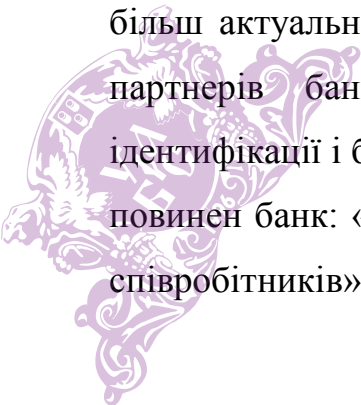 більш актуальн
партнерів бан
ідентифікації і б
повинен банк: «
співробітників»